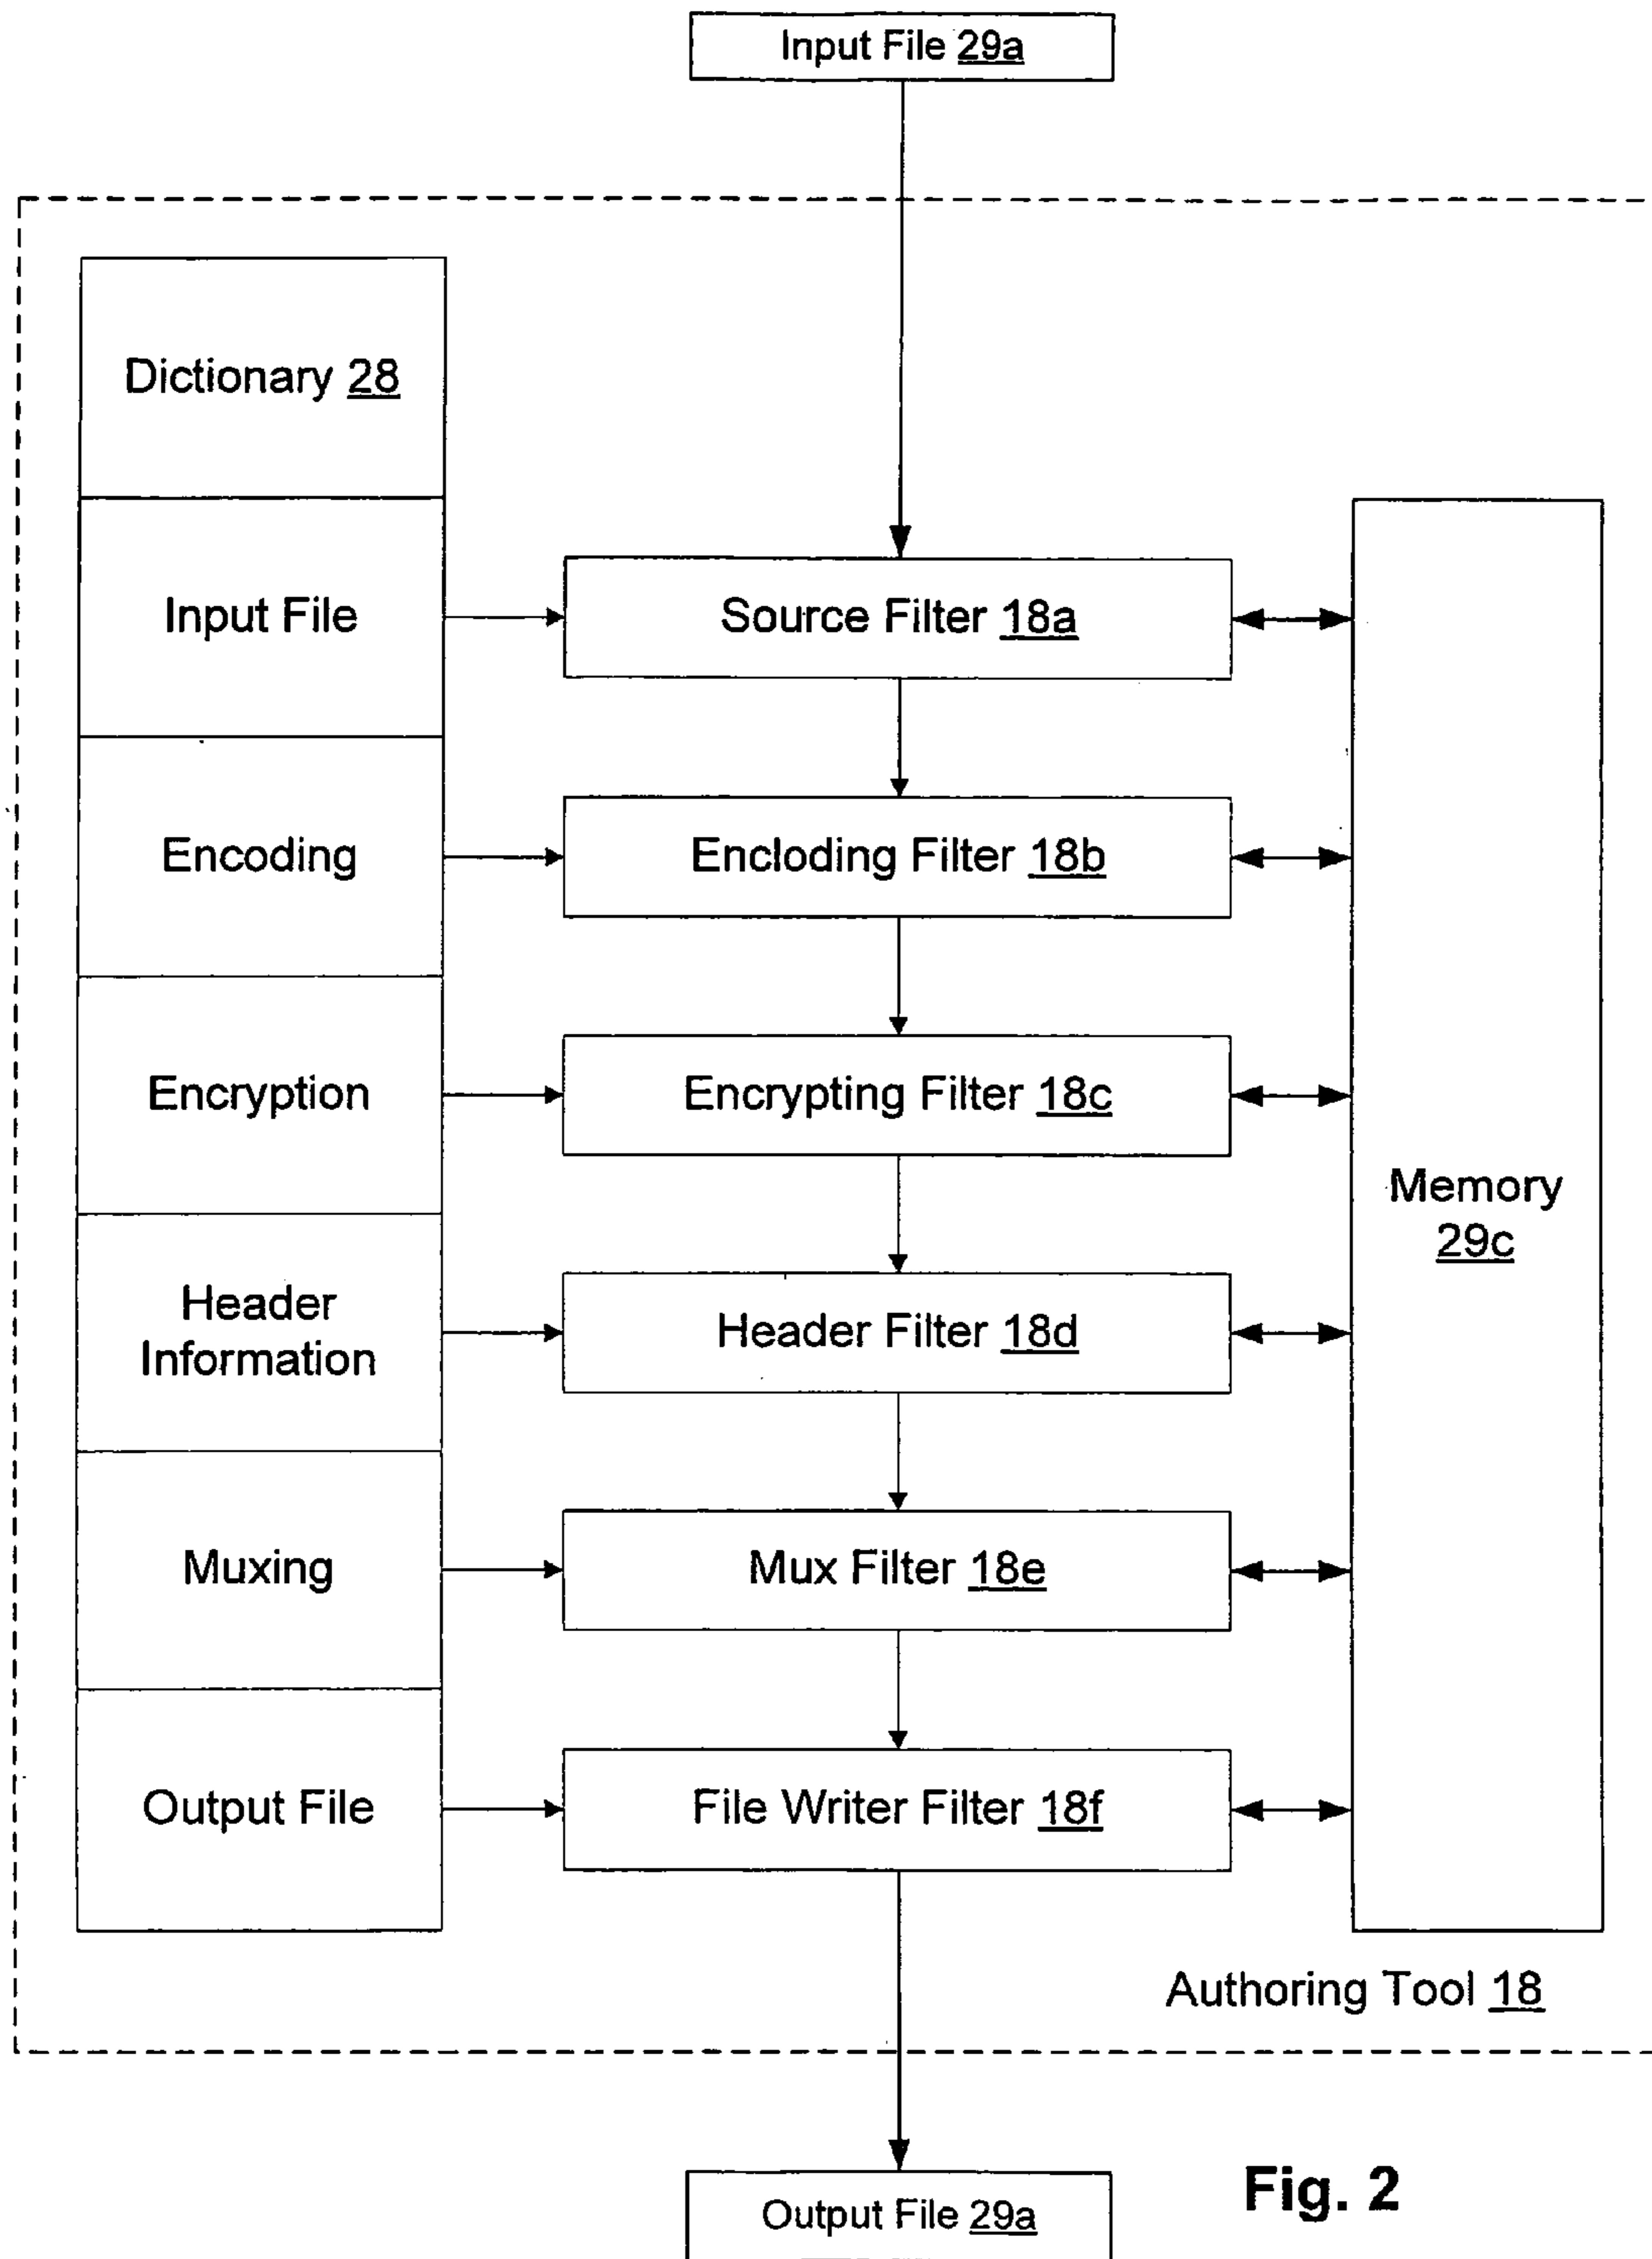 Input File 29a
Dictionary 28
Input File
Source Filter 18a
Encoding
Encloding Filter 18b
Encryption
Encrypting Filter 18c
Memory
29c
Header
Information
Header Filter 18d
Muxing
Mux Filter 18e
Output File
File Writer Filter 18f
Authoring Tool 18
Fig. 2
Output File 29a